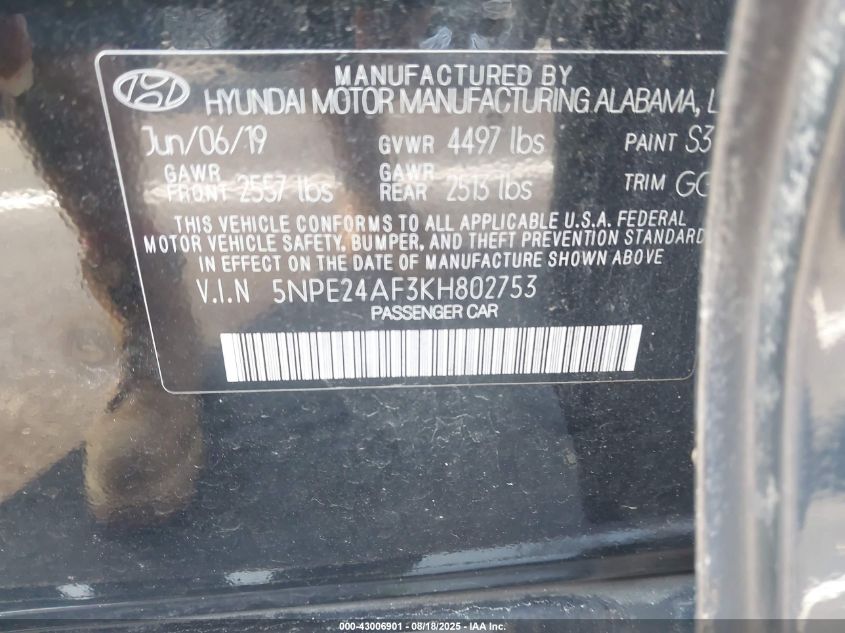 MANUFACTURED BY
HYUNDAI MOTOR MANUFACTURING ALABAMA, L
Jun/06/19 GVWR 4497 lbs PAINT S3
GAWR FRONT 2557 lbs GAWR REAR 2513 lbs TRIM GC
THIS VEHICLE CONFORMS TO ALL APPLICABLE U.S.A. FEDERAL
MOTOR VEHICLE SAFETY, BUMPER, AND THEFT PREVENTION STANDARD
IN EFFECT ON THE DATE OF MANUFACTURE SHOWN ABOVE
V.I.N 5NPE24AF3KH802753
PASSENGER CAR
000-43006901 - 08/18/2025 - IAA Inc.